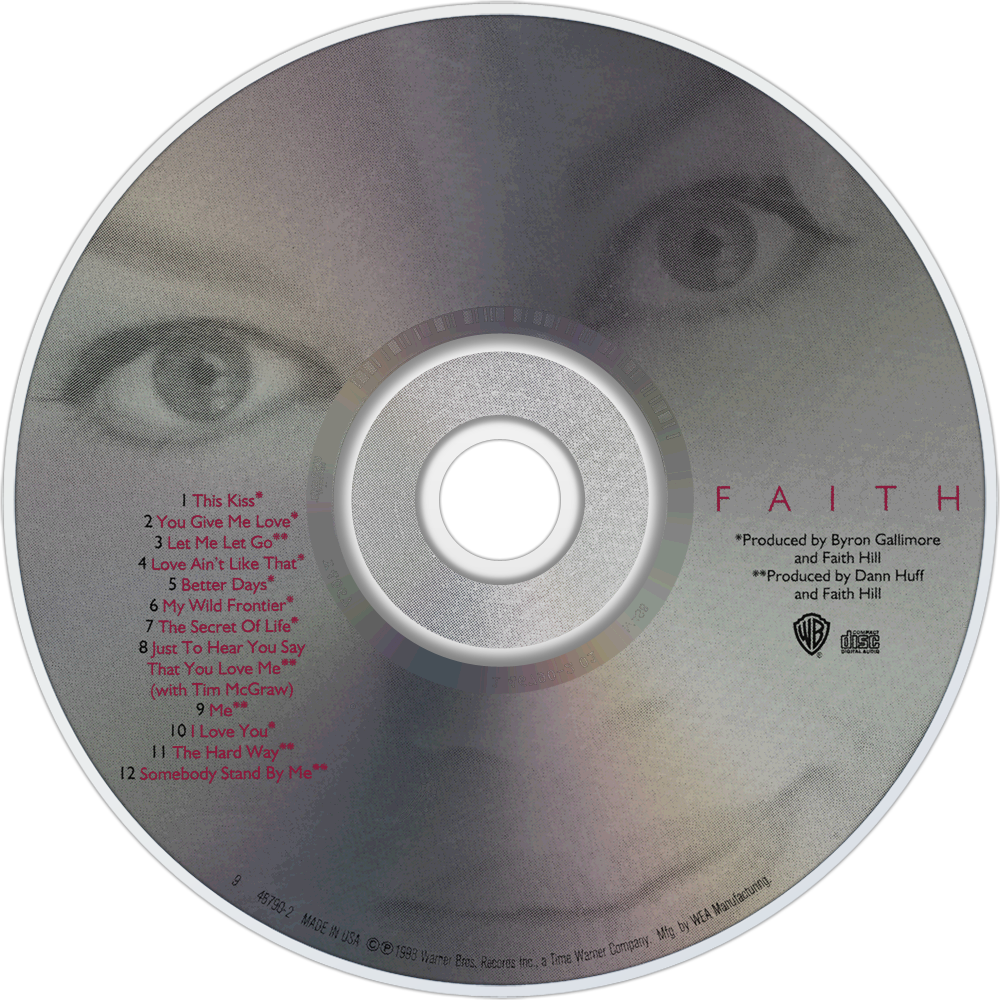 1 This Kiss*
2 You Give Me Love*
3 Let Me Let Go**
4 Love Ain't Like That*
5 Better Days*
6 My Wild Frontier*
7 The Secret Of Life*
8 Just To Hear You Say
That You Love Me**
(with Tim McGraw)
9 Me**
10 I Love You*
11 The Hard Way**
12 Somebody Stand By Me**
FAITH
*Produced by Byron Gallimore
and Faith Hill
**Produced by Dann Huff
and Faith Hill
WB
COMPACT
disc
DIGITAL AUDIO
9 46790-2 MADE IN USA ©℗1998 Warner Bros. Records Inc., a Time Warner Company. Mfg. by WEA Manufacturing.